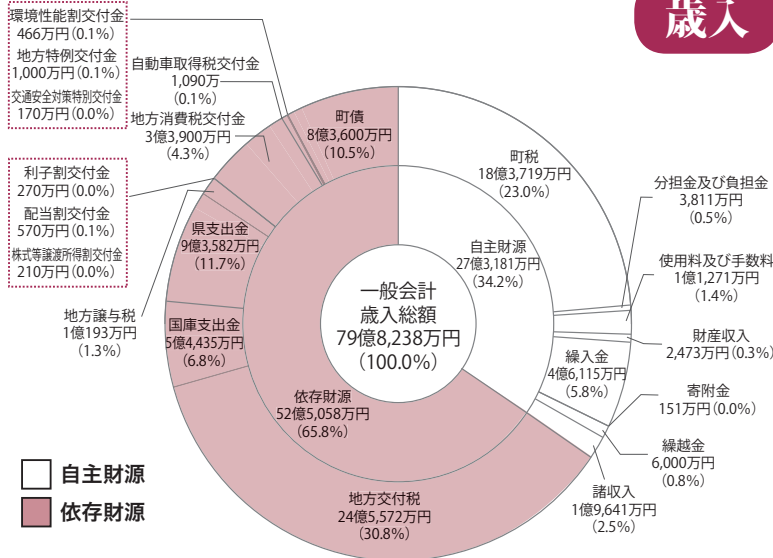 歳入
環境性能割交付金
466万円(0.1%)
地方特例交付金
1,000万円(0.1%)
交通安全対策特別交付金
170万円(0.0%)
自動車取得税交付金
1,090万
(0.1%)
地方消費税交付金
3億3,900万円
(4.3%)
利子割交付金
270万円(0.0%)
配当割交付金
570万円(0.1%)
株式等譲渡所得割交付金
210万円(0.0%)
地方譲与税
1億193万円
(1.3%)
町債
8億3,600万円
(10.5%)
県支出金
9億3,582万円
(11.7%)
国庫支出金
5億4,435万円
(6.8%)
地方交付税
24億5,572万円
(30.8%)
依存財源
52億5,058万円
(65.8%)
一般会計
歳入総額
79億8,238万円
(100.0%)
自主財源
27億3,181万円
(34.2%)
町税
18億3,719万円
(23.0%)
分担金及び負担金
3,811万円
(0.5%)
使用料及び手数料
1億1,271万円
(1.4%)
財産収入
2,473万円(0.3%)
繰入金
4億6,115万円
(5.8%)
寄附金
151万円(0.0%)
繰越金
6,000万円
(0.8%)
諸収入
1億9,641万円
(2.5%)
自主財源
依存財源